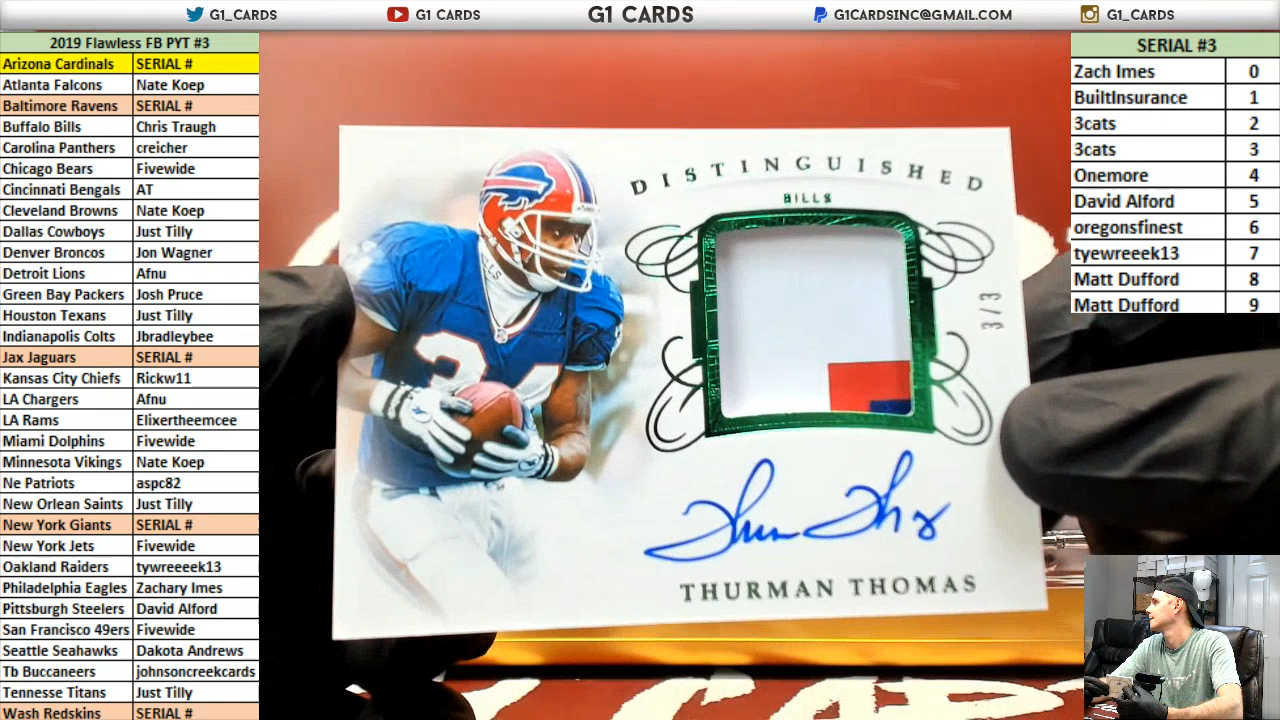 G1_CARDS
G1 CARDS
G1 CARDS
G1CARDSINC@GMAIL.COM
G1_CARDS
2019 Flawless FB PYT #3
Arizona Cardinals SERIAL #
Atlanta Falcons Nate Koep
Baltimore Ravens SERIAL #
Buffalo Bills Chris Traugh
Carolina Panthers creicher
Chicago Bears Fivewide
Cincinnati Bengals AT
Cleveland Browns Nate Koep
Dallas Cowboys Just Tilly
Denver Broncos Jon Wagner
Detroit Lions Afnu
Green Bay Packers Josh Pruce
Houston Texans Just Tilly
Indianapolis Colts Jbradleybee
Jax Jaguars SERIAL #
Kansas City Chiefs Rickw11
LA Chargers Afnu
LA Rams Elixertheemcee
Miami Dolphins Fivewide
Minnesota Vikings Nate Koep
Ne Patriots aspc82
New Orlean Saints Just Tilly
New York Giants SERIAL #
New York Jets Fivewide
Oakland Raiders tywreeeek13
Philadelphia Eagles Zachary Imes
Pittsburgh Steelers David Alford
San Francisco 49ers Fivewide
Seattle Seahawks Dakota Andrews
Tb Buccaneers johnsoncreekcards
Tennesse Titans Just Tilly
Wash Redskins SERIAL #
DISTINGUISHED
BILLS
3/3
34
Thurman Thomas
THURMAN THOMAS
SERIAL #3
Zach Imes 0
BuiltInsurance 1
3cats 2
3cats 3
Onemore 4
David Alford 5
oregonsfinest 6
tyewreeek13 7
Matt Dufford 8
Matt Dufford 9